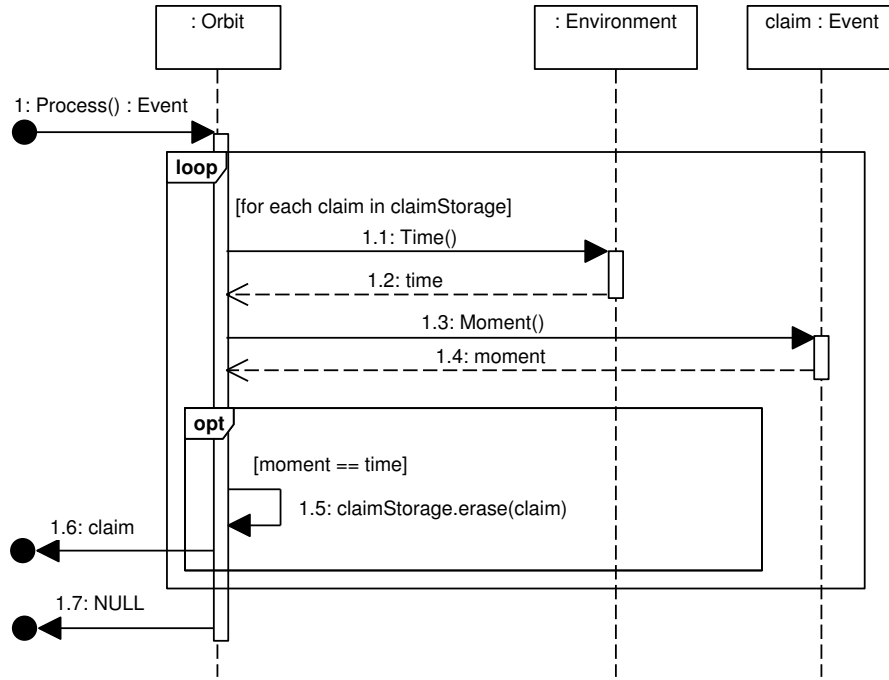 : Orbit
: Environment
claim : Event
1: Process() : Event
loop
[for each claim in claimStorage]
1.1: Time()
1.2: time
1.3: Moment()
1.4: moment
opt
[moment == time]
1.5: claimStorage.erase(claim)
1.6: claim
1.7: NULL